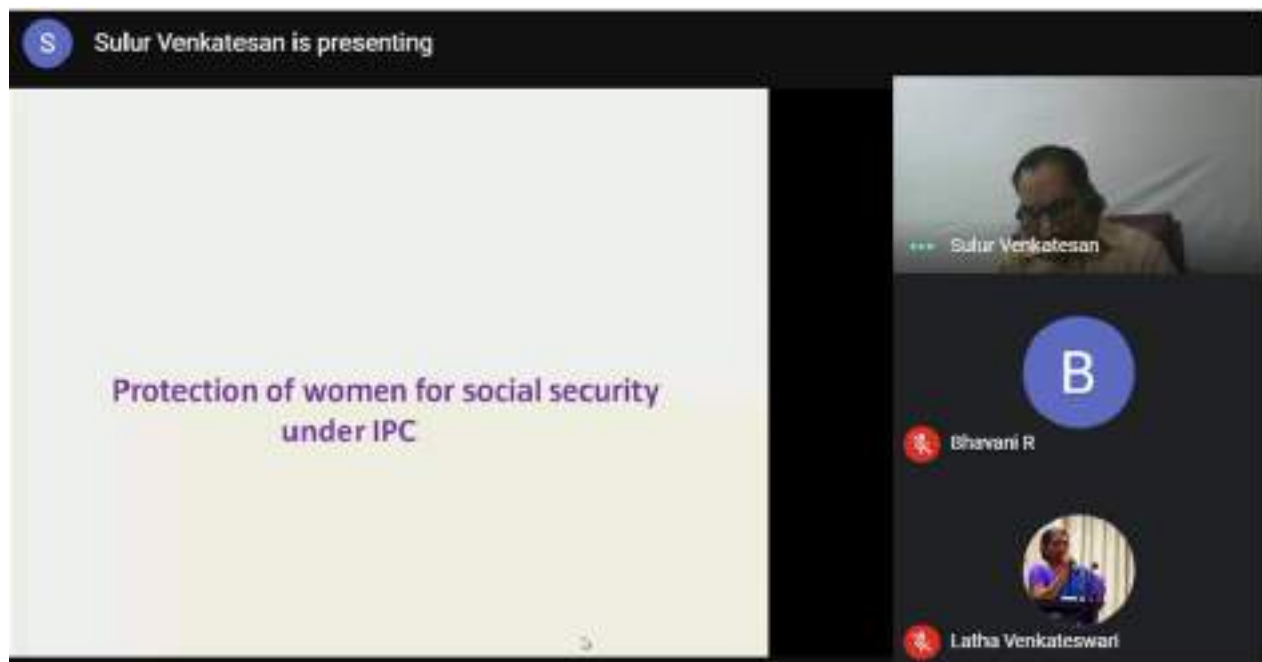 S
Sulur Venkatesan is presenting
Protection of women for social security
under IPC
Sulur Venkatesan
B
Bhavani R
Latha Venkateswari